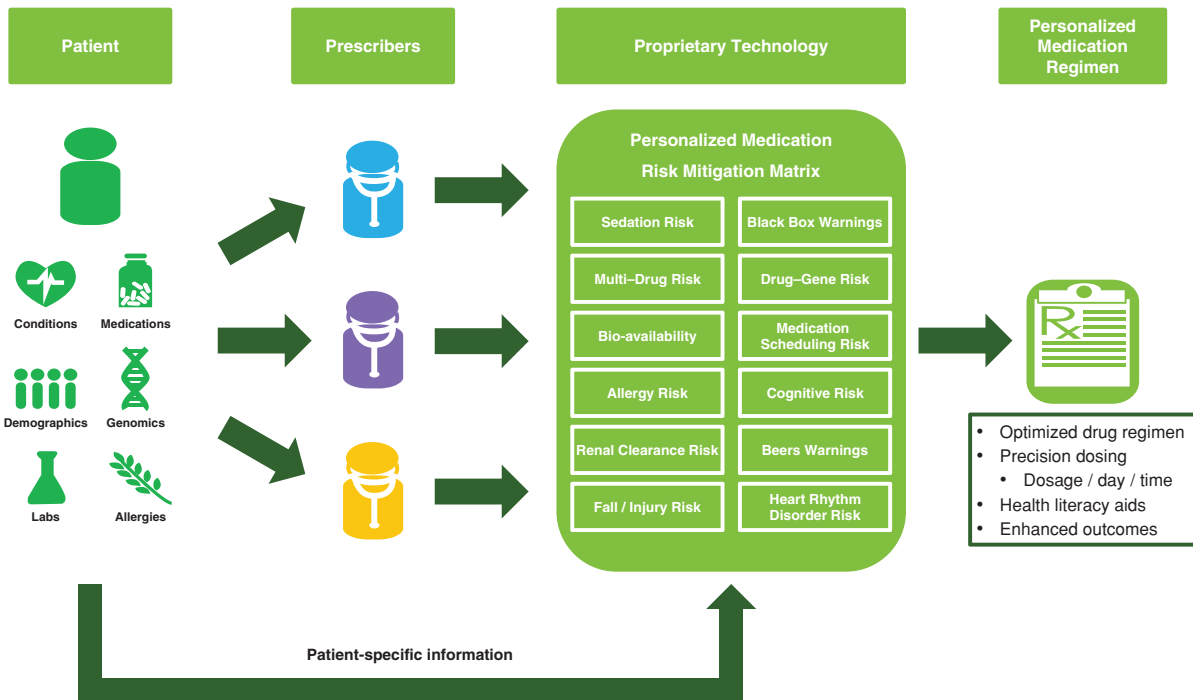 Patient
Prescribers
Proprietary Technology
Personalized
Medication
Regimen
Conditions
Medications
Demographics
Genomics
Labs
Allergies
Personalized Medication
Risk Mitigation Matrix
Sedation Risk
Black Box Warnings
Multi–Drug Risk
Drug–Gene Risk
Bio-availability
Medication
Scheduling Risk
Allergy Risk
Cognitive Risk
Renal Clearance Risk
Beers Warnings
Fall / Injury Risk
Heart Rhythm
Disorder Risk
Rx
• Optimized drug regimen
• Precision dosing
• Dosage / day / time
• Health literacy aids
• Enhanced outcomes
Patient-specific information